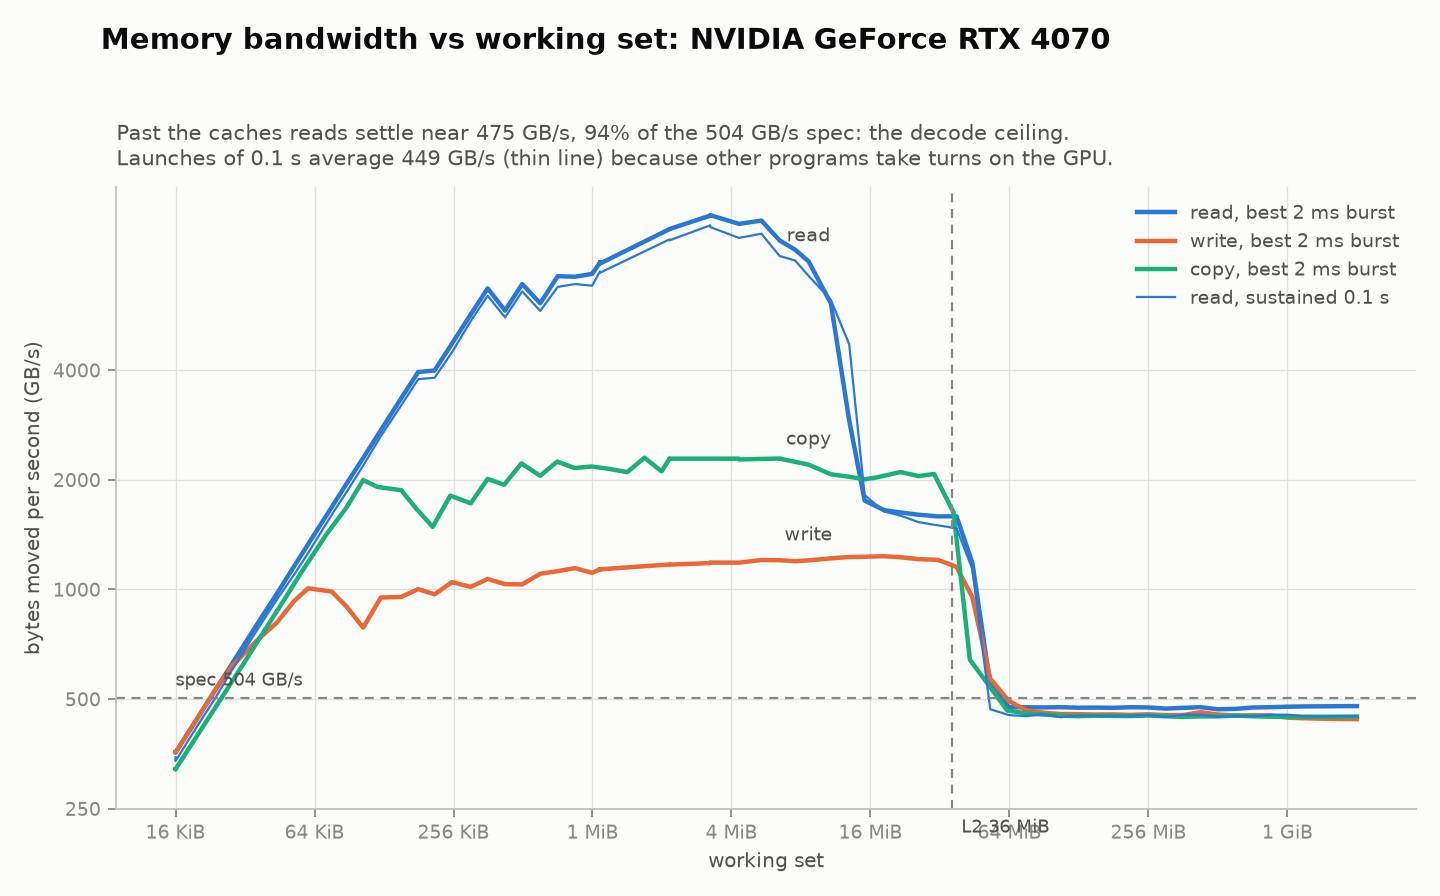 Memory bandwidth vs working set: NVIDIA GeForce RTX 4070
Past the caches reads settle near 475 GB/s, 94% of the 504 GB/s spec: the decode ceiling.
Launches of 0.1 s average 449 GB/s (thin line) because other programs take turns on the GPU.
read, best 2 ms burst
write, best 2 ms burst
copy, best 2 ms burst
read, sustained 0.1 s
read
copy
write
spec 504 GB/s
bytes moved per second (GB/s)
4000
2000
1000
500
250
L2 36 MiB
16 KiB
64 KiB
256 KiB
1 MiB
4 MiB
16 MiB
64 MiB
256 MiB
1 GiB
working set